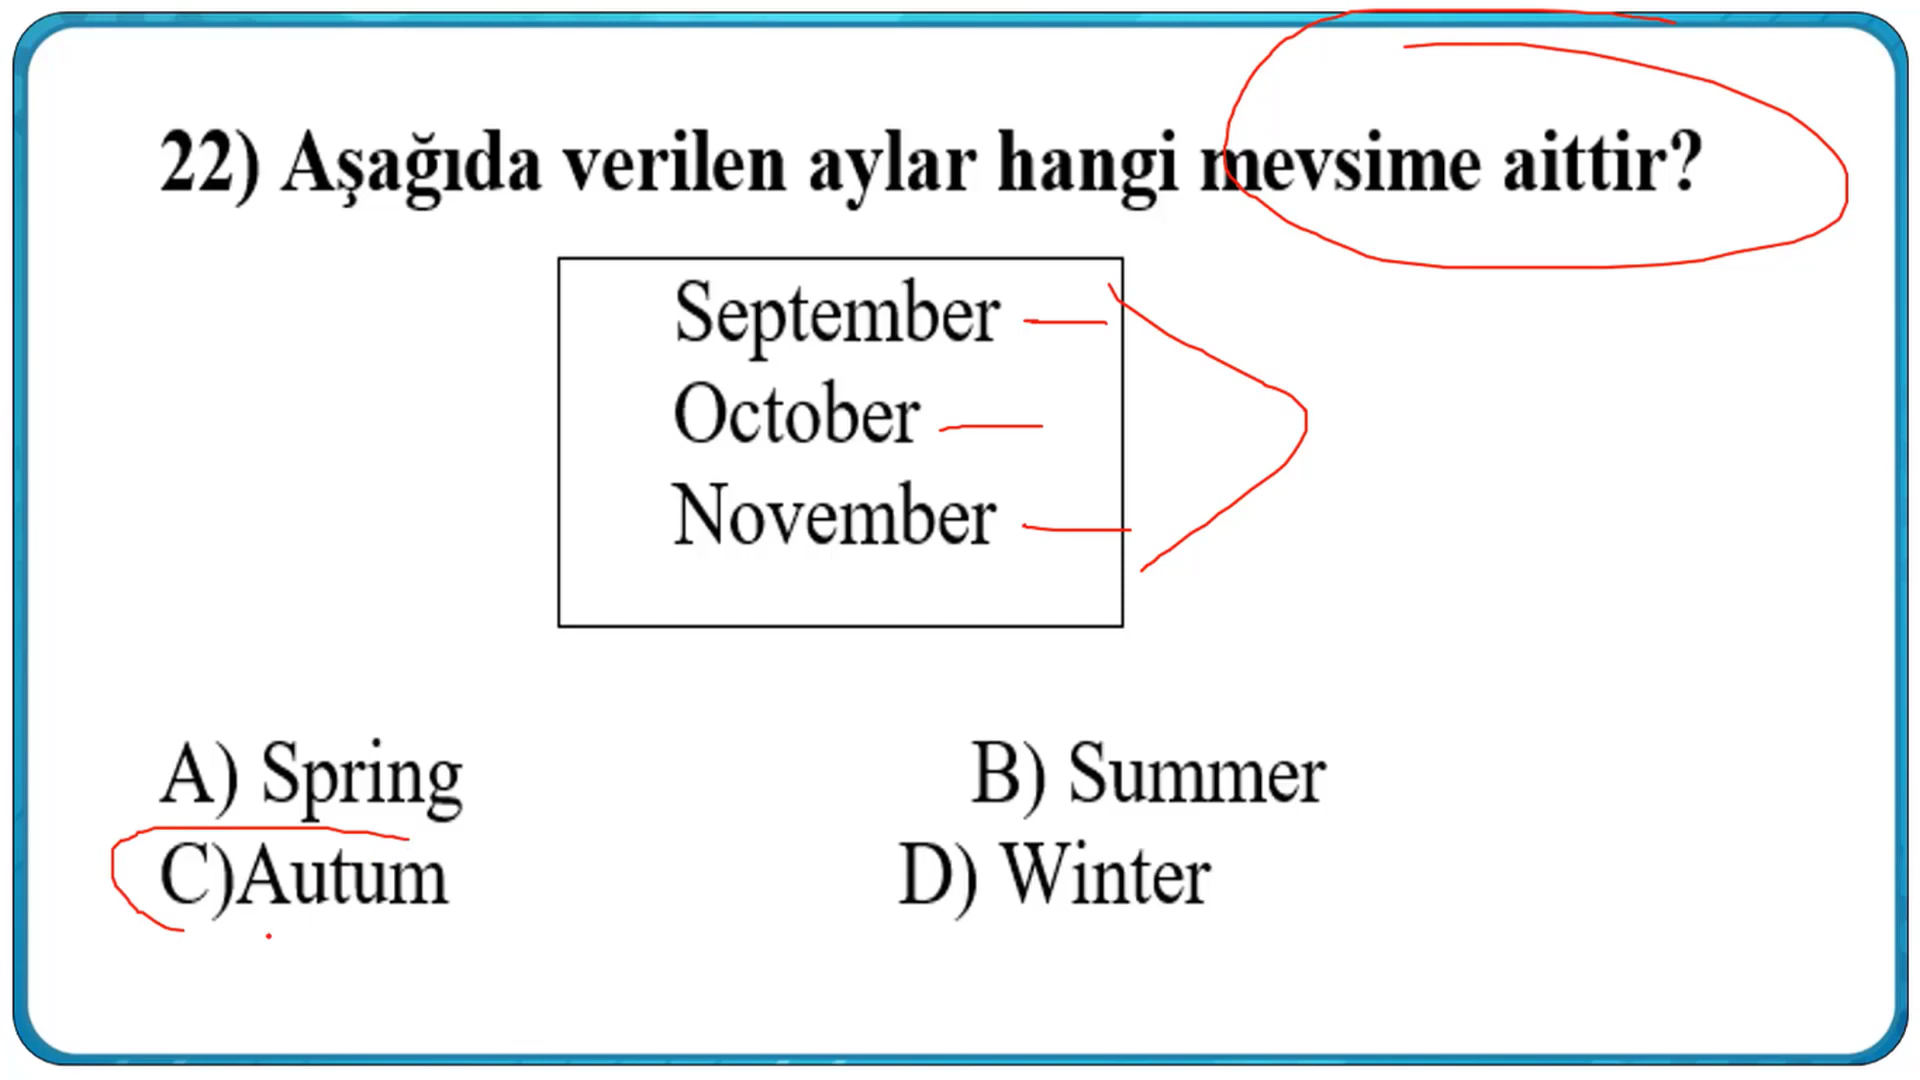 22) Aşağıda verilen aylar hangi mevsime aittir?
September
October
November
A) Spring B) Summer
C)Autum D) Winter